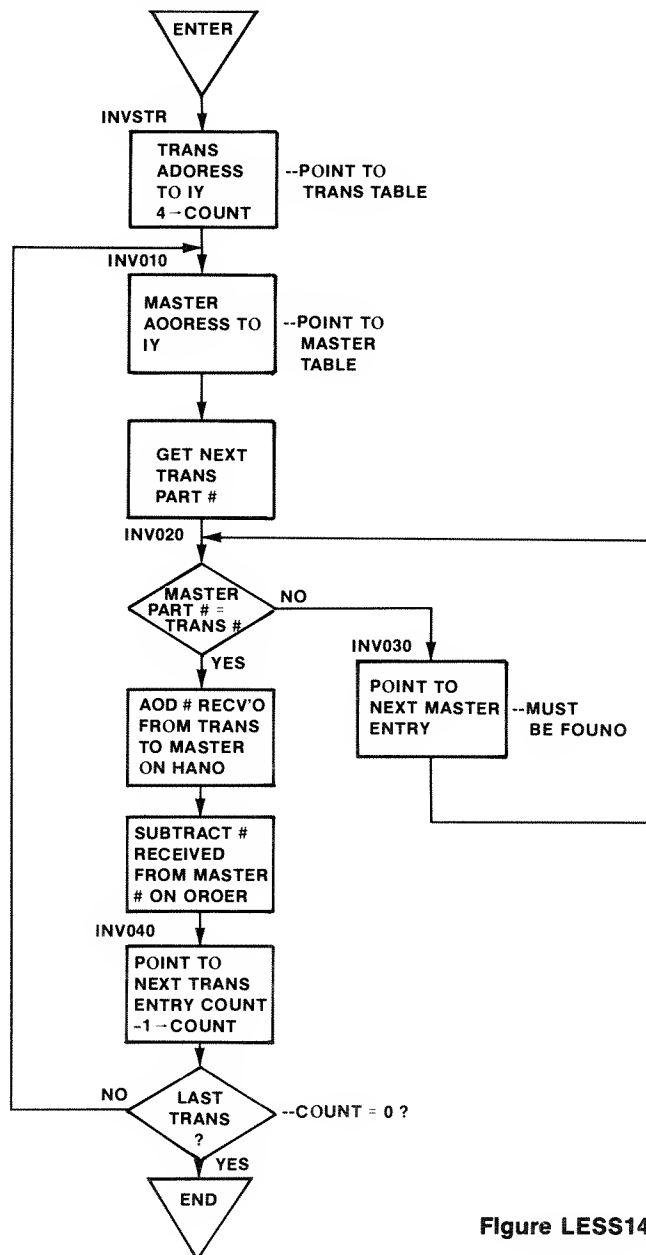 ENTER
INVSTR
TRANS
ADORESS
TO IY
4→COUNT
--POINT TO
TRANS TABLE
INV010
MASTER
AOORESS TO
IY
--POINT TO
MASTER
TABLE
GET NEXT
TRANS
PART #
INV020
MASTER
PART # =
TRANS #
NO
YES
INV030
POINT TO
NEXT MASTER
ENTRY
--MUST
BE FOUNO
AOD # RECV'O
FROM TRANS
TO MASTER
ON HANO
SUBTRACT #
RECEIVED
FROM MASTER
# ON OROER
INV040
POINT TO
NEXT TRANS
ENTRY COUNT
-1→COUNT
NO
LAST
TRANS
?
--COUNT = 0 ?
YES
END
Figure LESS14